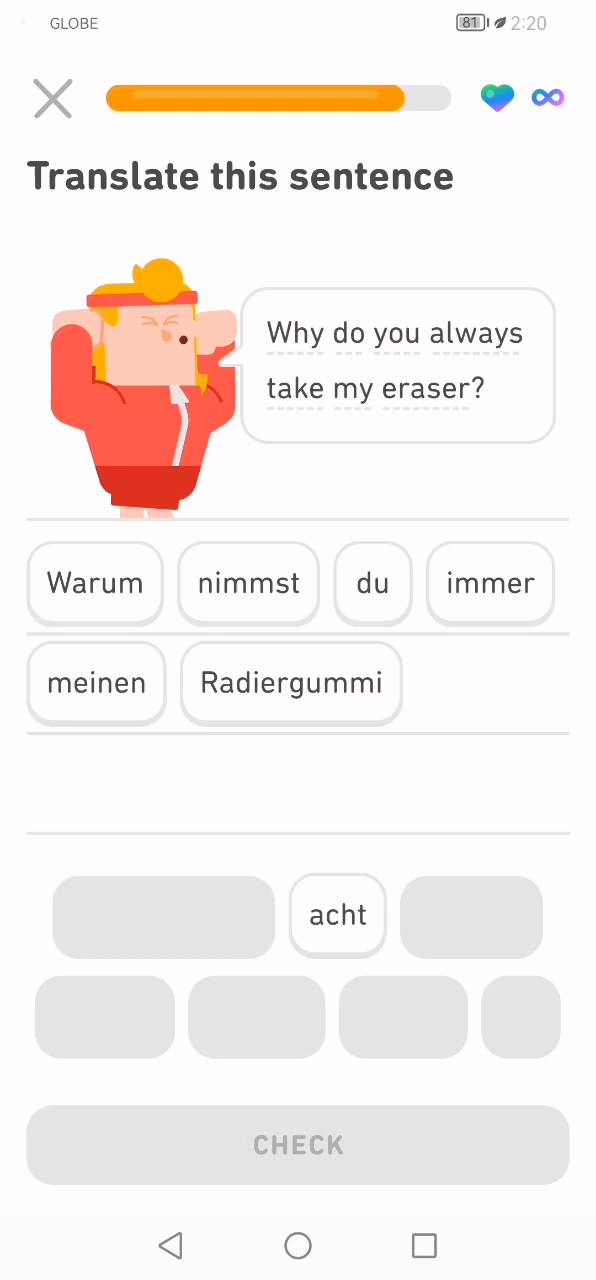 GLOBE 81 2:20
Translate this sentence
Why do you always
take my eraser?
Warum nimmst du immer
meinen Radiergummi
acht
CHECK